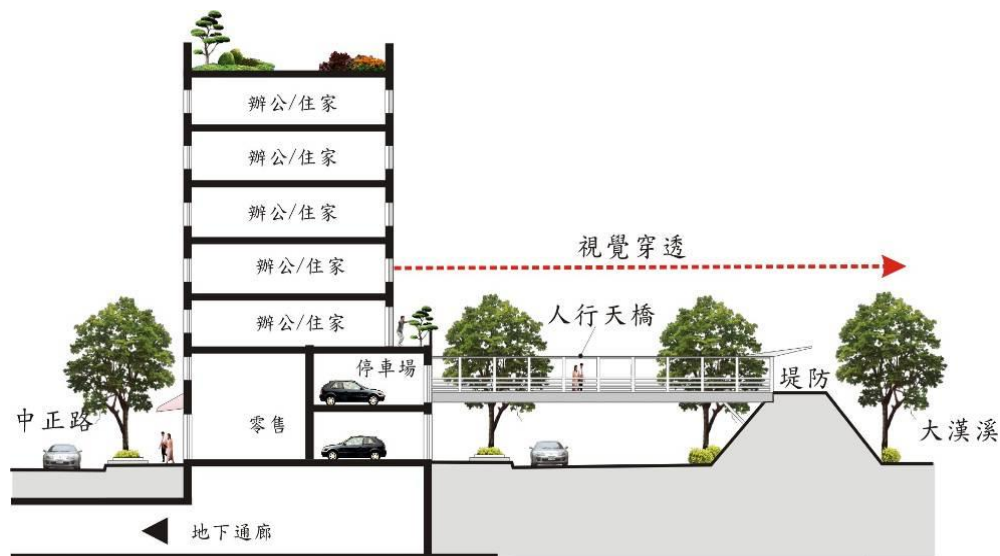 辦公/住家
辦公/住家
辦公/住家
視覺穿透
辦公/住家
人行天橋
辦公/住家
停車場
堤防
中正路
零售
大漢溪
地下通廊